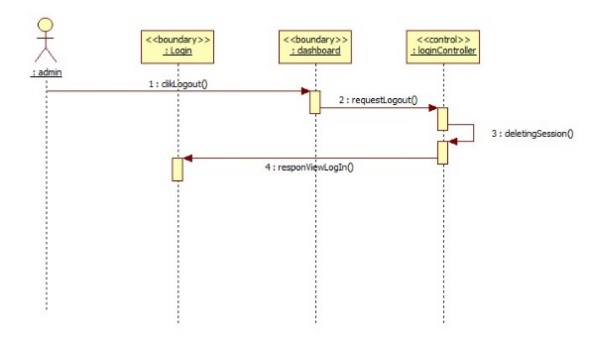 <<boundary>>
: Login
<<boundary>>
: dashboard
<<control>>
: loginController
: admin
1 : clikLogout()
2 : requestLogout()
3 : deletingSession()
4 : responViewLogIn()